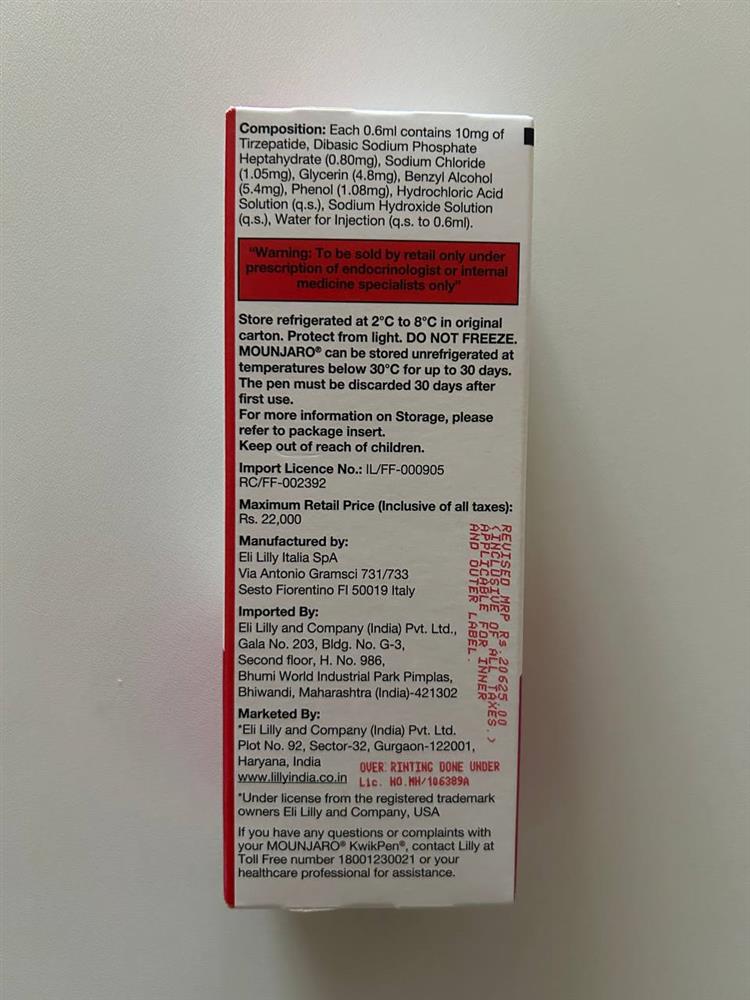 Composition: Each 0.6ml contains 10mg of
Tirzepatide, Dibasic Sodium Phosphate
Heptahydrate (0.80mg), Sodium Chloride
(1.05mg), Glycerin (4.8mg), Benzyl Alcohol
(5.4mg), Phenol (1.08mg), Hydrochloric Acid
Solution (q.s.), Sodium Hydroxide Solution
(q.s.), Water for Injection (q.s. to 0.6ml).
"Warning: To be sold by retail only under
prescription of endocrinologist or internal
medicine specialists only"
Store refrigerated at 2°C to 8°C in original
carton. Protect from light. DO NOT FREEZE.
MOUNJARO® can be stored unrefrigerated at
temperatures below 30°C for up to 30 days.
The pen must be discarded 30 days after
first use.
For more information on Storage, please
refer to package insert.
Keep out of reach of children.
Import Licence No.: IL/FF-000905
RC/FF-002392
Maximum Retail Price (Inclusive of all taxes):
Rs. 22,000
Manufactured by:
Eli Lilly Italia SpA
Via Antonio Gramsci 731/733
Sesto Fiorentino FI 50019 Italy
Imported By:
Eli Lilly and Company (India) Pvt. Ltd.,
Gala No. 203, Bldg. No. G-3,
Second floor, H. No. 986,
Bhumi World Industrial Park Pimplas,
Bhiwandi, Maharashtra (India)-421302
Marketed By:
*Eli Lilly and Company (India) Pvt. Ltd.
Plot No. 92, Sector-32, Gurgaon-122001,
Haryana, India
www.lillyindia.co.in
*Under license from the registered trademark
owners Eli Lilly and Company, USA
If you have any questions or complaints with
your MOUNJARO® KwikPen®, contact Lilly at
Toll Free number 18001230021 or your
healthcare professional for assistance.
REVISED MRP Rs.20625.00
(INCLUSIVE OF ALL TAXES.)
APPLICABLE FOR INNER
AND OUTER LABEL.
OVER RINTING DONE UNDER
Lic. NO.MH/106389A